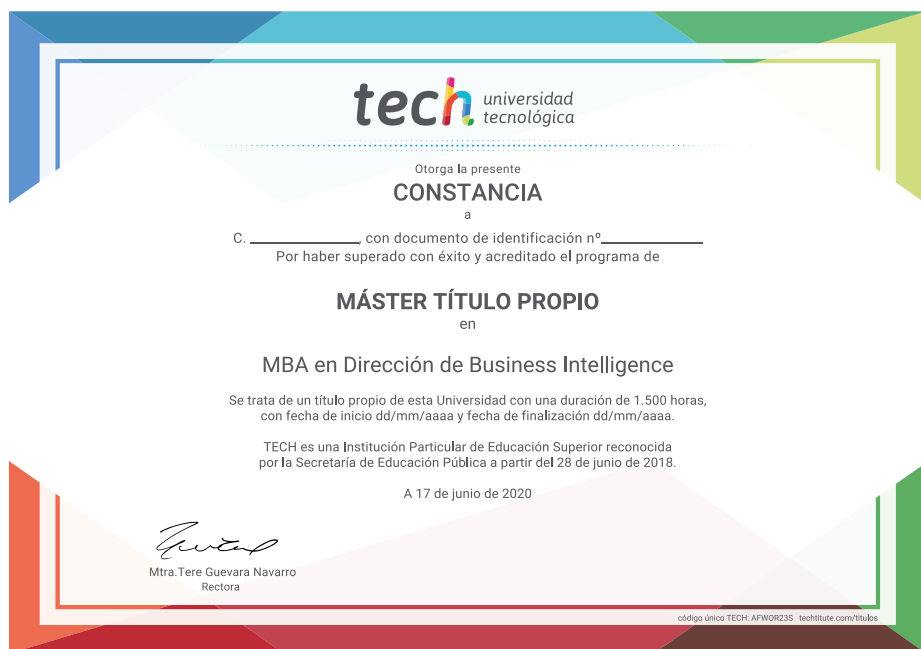 tech universidad
tecnológica
Otorga la presente
CONSTANCIA
a
C. ____________, con documento de identificación nº____________
Por haber superado con éxito y acreditado el programa de
MÁSTER TÍTULO PROPIO
en
MBA en Dirección de Business Intelligence
Se trata de un título propio de esta Universidad con una duración de 1.500 horas,
con fecha de inicio dd/mm/aaaa y fecha de finalización dd/mm/aaaa.
TECH es una Institución Particular de Educación Superior reconocida
por la Secretaría de Educación Pública a partir del 28 de junio de 2018.
A 17 de junio de 2020
Mtra.Tere Guevara Navarro
Rectora
código único TECH: AFWOR23S techtitute.com/titulos